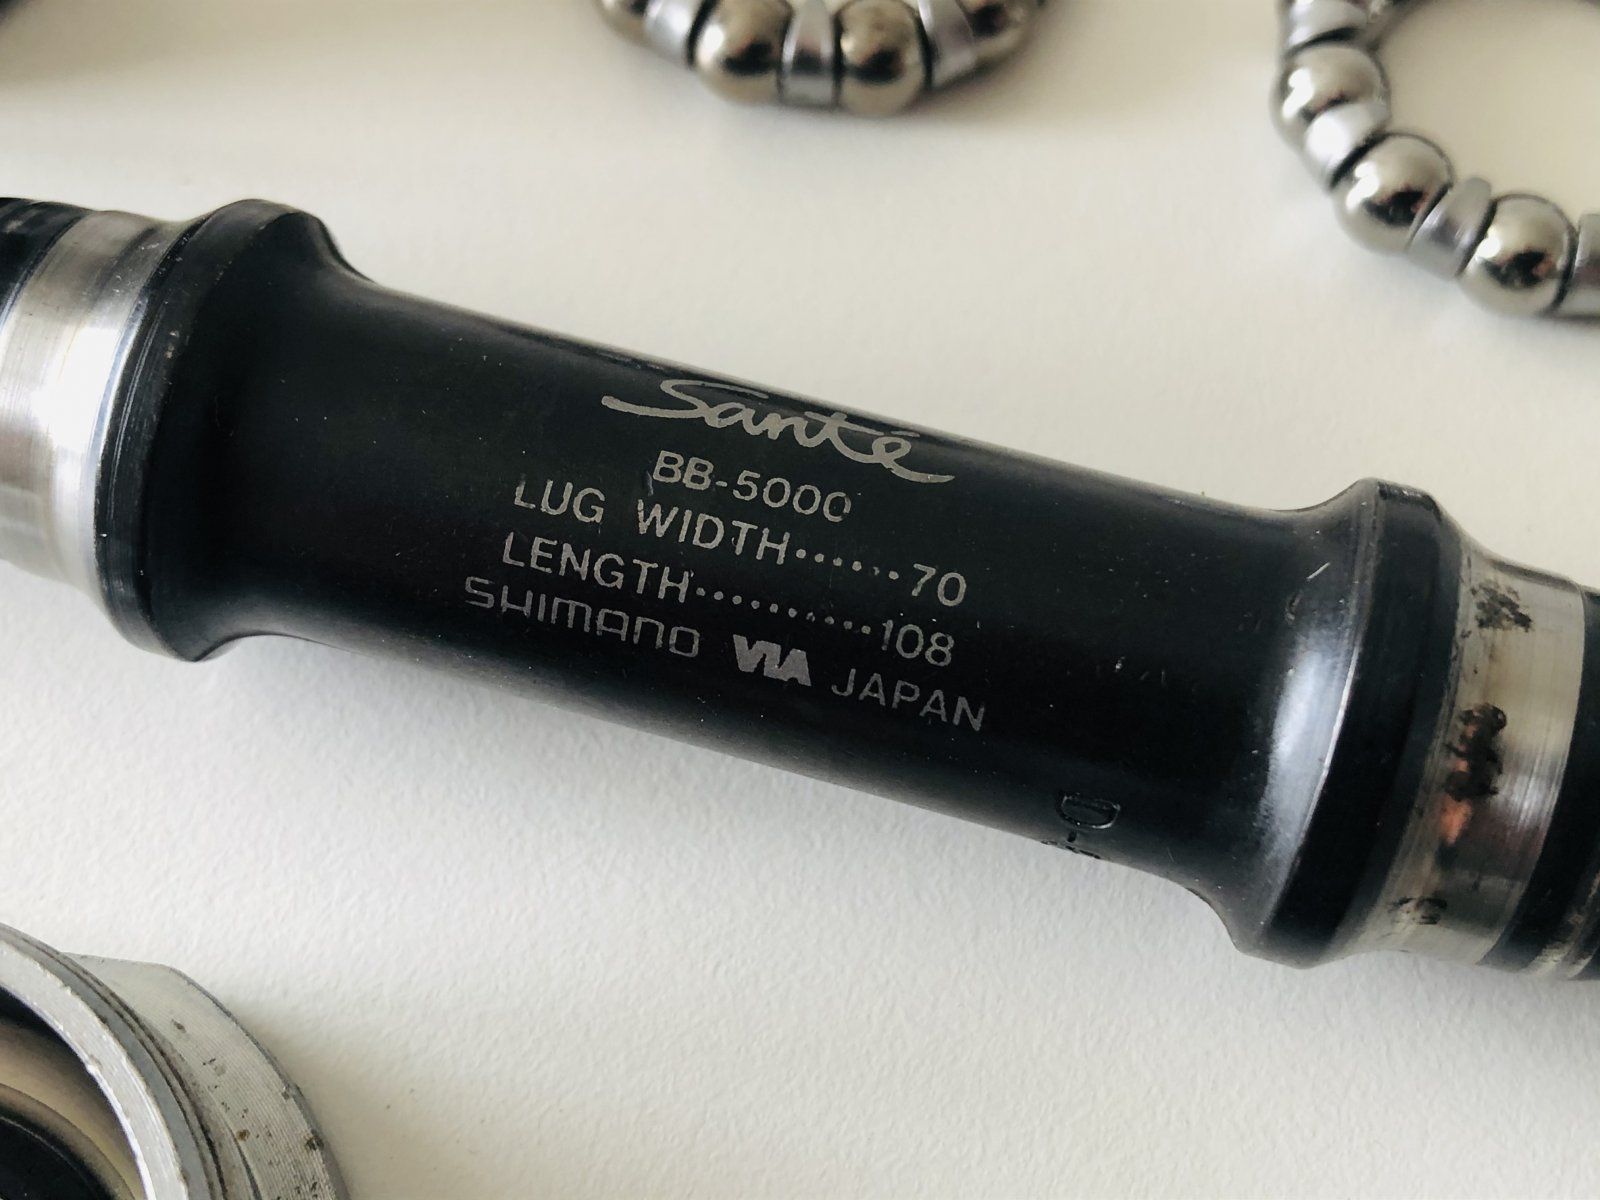 Santé
BB-5000
LUG WIDTH······70
LENGTH··········108
SHIMANO VIA JAPAN
D-